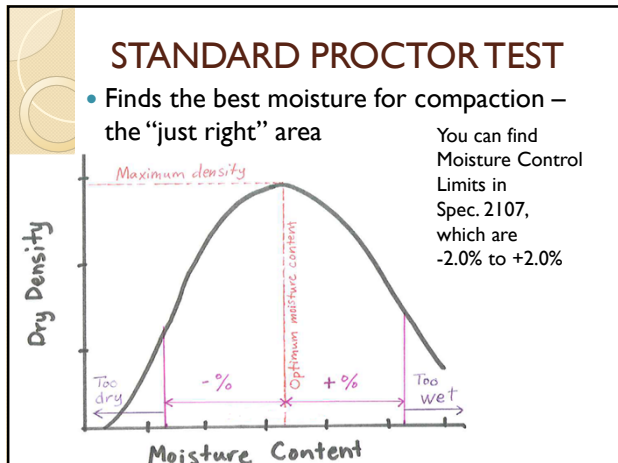 STANDARD PROCTOR TEST
• Finds the best moisture for compaction –
the “just right” area
You can find
Moisture Control
Limits in
Spec. 2107,
which are
-2.0% to +2.0%
Maximum density
Dry Density
Optimum moisture content
Too
dry
-%
+%
Too
wet
Moisture Content